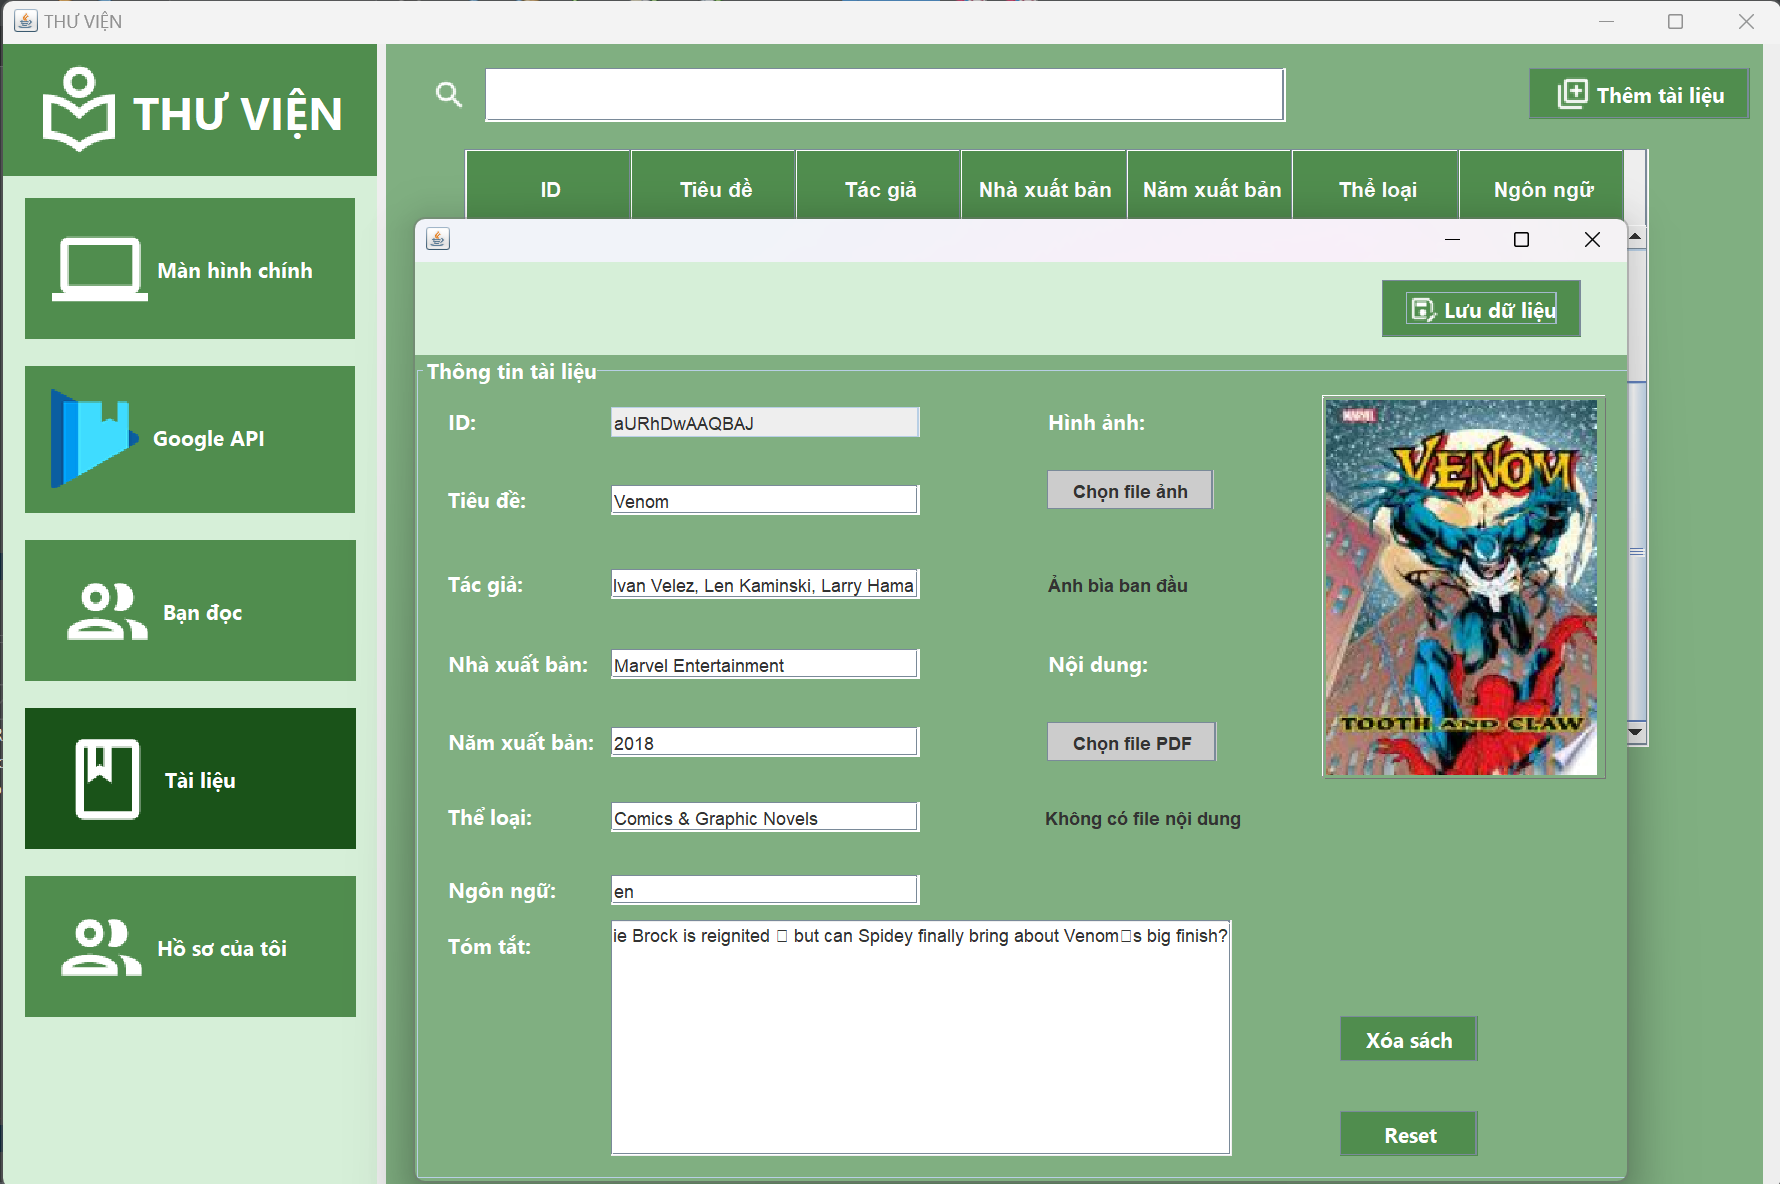 THƯ VIỆN
THƯ VIỆN
Thêm tài liệu
ID
Tiêu đề
Tác giả
Nhà xuất bản
Năm xuất bản
Thể loại
Ngôn ngữ
Màn hình chính
Google API
Bạn đọc
Tài liệu
Hồ sơ của tôi
Lưu dữ liệu
Thông tin tài liệu
ID:
aURhDwAAQBAJ
Tiêu đề:
Venom
Tác giả:
Ivan Velez, Len Kaminski, Larry Hama
Nhà xuất bản:
Marvel Entertainment
Năm xuất bản:
2018
Thể loại:
Comics & Graphic Novels
Ngôn ngữ:
en
Tóm tắt:
ie Brock is reignited but can Spidey finally bring about Venom▯s big finish?
Hình ảnh:
Chọn file ảnh
Ảnh bìa ban đầu
Nội dung:
Chọn file PDF
Không có file nội dung
MARVEL
VENOM
TOOTH AND CLAW
Xóa sách
Reset